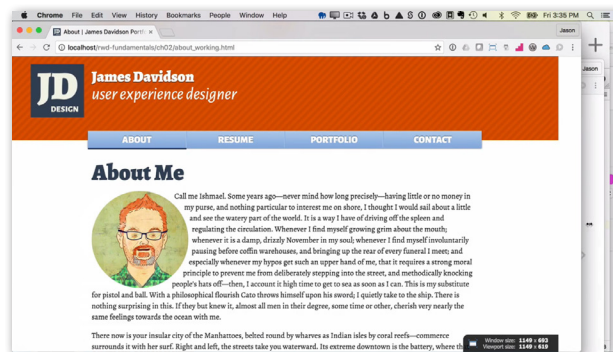 Chrome File Edit View History Bookmarks People Window Help Fri 3:35 PM
About | James Davidson Portfo Jason
localhost/rwd-fundamentals/ch02/about_working.html
Jason
JD
DESIGN
James Davidson
user experience designer
ABOUT RESUME PORTFOLIO CONTACT
About Me
Call me Ishmael. Some years ago—never mind how long precisely—having little or no money in
my purse, and nothing particular to interest me on shore, I thought I would sail about a little
and see the watery part of the world. It is a way I have of driving off the spleen and
regulating the circulation. Whenever I find myself growing grim about the mouth;
whenever it is a damp, drizzly November in my soul; whenever I find myself involuntarily
pausing before coffin warehouses, and bringing up the rear of every funeral I meet; and
especially whenever my hypos get such an upper hand of me, that it requires a strong moral
principle to prevent me from deliberately stepping into the street, and methodically knocking
people's hats off—then, I account it high time to get to sea as soon as I can. This is my substitute
for pistol and ball. With a philosophical flourish Cato throws himself upon his sword; I quietly take to the ship. There is
nothing surprising in this. If they but knew it, almost all men in their degree, some time or other, cherish very nearly the
same feelings towards the ocean with me.
There now is your insular city of the Manhattoes, belted round by wharves as Indian isles by coral reefs—commerce
surrounds it with her surf. Right and left, the streets take you waterward. Its extreme downtown is the battery, where th
Window size: 1149 x 693
Viewport size: 1149 x 619